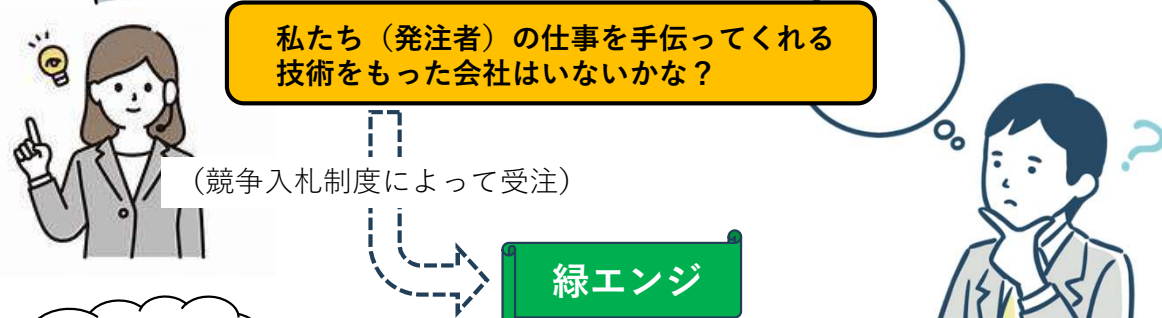 私たち（発注者）の仕事を手伝ってくれる
技術をもった会社はいないかな？
（競争入札制度によって受注）
緑エンジ